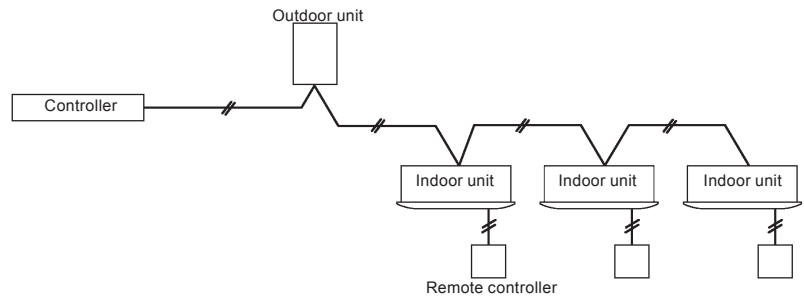 Outdoor unit
Controller
Indoor unit
Indoor unit
Indoor unit
Remote controller